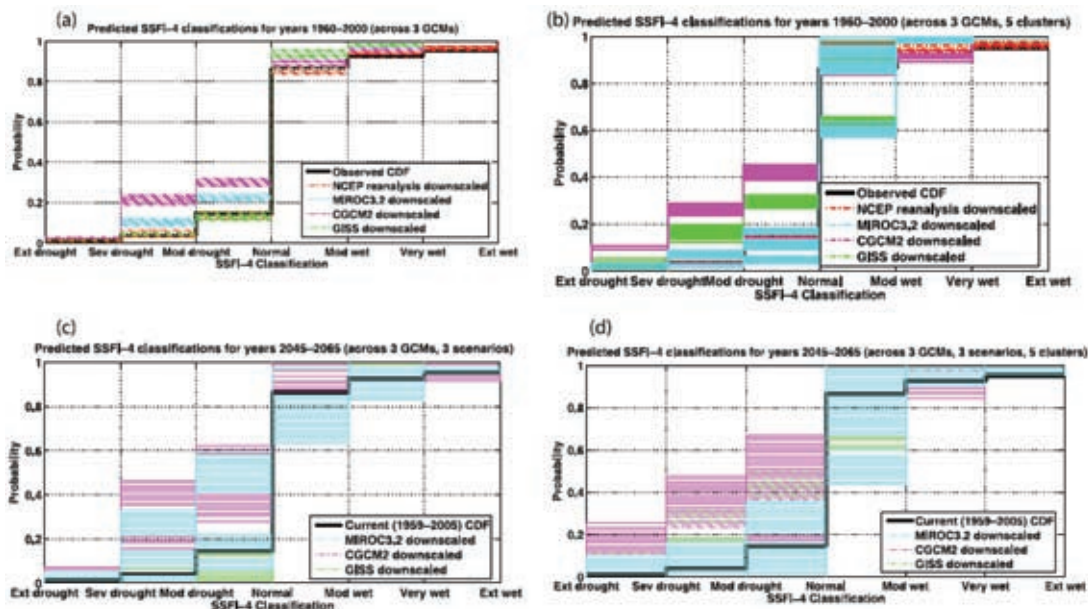 (a)
Predicted SSFI-4 classifications for years 1960-2000 (across 3 GCMs)
1
0.8
0.6
0.4
0.2
0
Probability
Observed CDF
NCEP reanalysis downscaled
MIROC3.2 downscaled
CGCM2 downscaled
GISS downscaled
Ext drought Sev drought Mod drought Normal Mod wet Very wet Ext wet
SSFI-4 Classification
(b)
Predicted SSFI-4 classifications for years 1960-2000 (across 3 GCMs, 5 clusters)
1
0.8
0.6
0.4
0.2
0
Probability
Observed CDF
NCEP reanalysis downscaled
MIROC3.2 downscaled
CGCM2 downscaled
GISS downscaled
Ext drought Sev drought Mod drought Normal Mod wet Very wet Ext wet
SSFI-4 Classification
(c)
Predicted SSFI-4 classifications for years 2045-2065 (across 3 GCMs, 3 scenarios)
1
0.8
0.6
0.4
0.2
0
Probability
Current (1959-2005) CDF
MIROC3.2 downscaled
CGCM2 downscaled
GISS downscaled
Ext drought Sev drought Mod drought Normal Mod wet Very wet Ext wet
SSFI-4 Classification
(d)
Predicted SSFI-4 classifications for years 2045-2065 (across 3 GCMs, 3 scenarios, 5 clusters)
1
0.8
0.6
0.4
0.2
0
Probability
Current (1959-2005) CDF
MIROC3.2 downscaled
CGCM2 downscaled
GISS downscaled
Ext drought Sev drought Mod drought Normal Mod wet Very wet Ext wet
SSFI-4 Classification